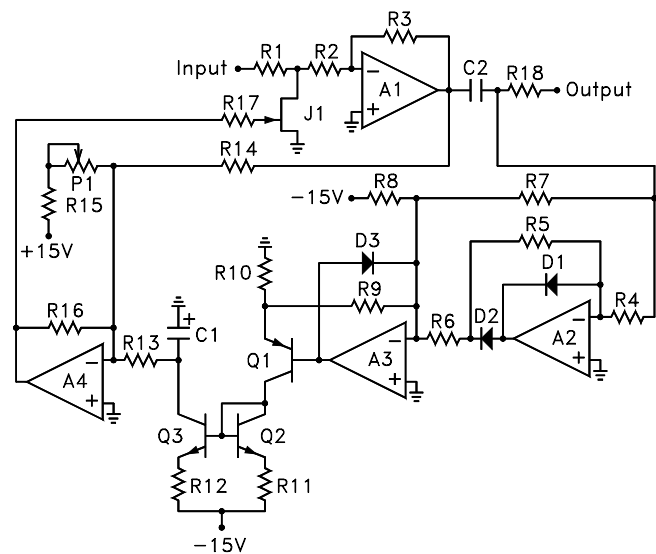 R3
R1 R2
Input
− A1
+
C2 R18
Output
R17
J1
R14
P1
R15
+15V
−15V
R8
R7
R5
D3
D1
R10
R9
R16
R13
+
C1
R6
D2
R4
Q1
− A3
+
− A2
+
A4 −
+
Q3
Q2
R12
R11
−15V